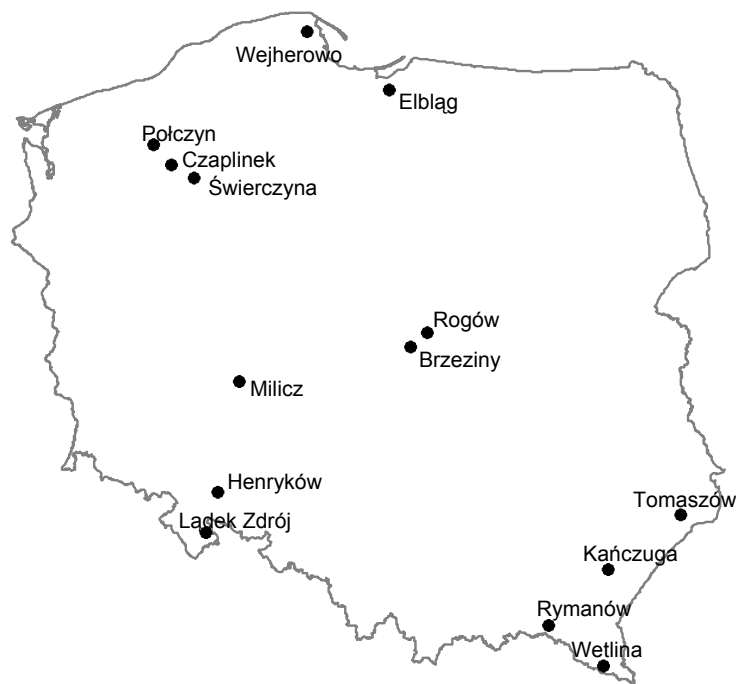 Wejherowo
Elbląg
Połczyn
Czaplinek
Świerczyna
Rogów
Brzeziny
Milicz
Henryków
Lądek Zdrój
Tomaszów
Kańczuga
Rymanów
Wetlina